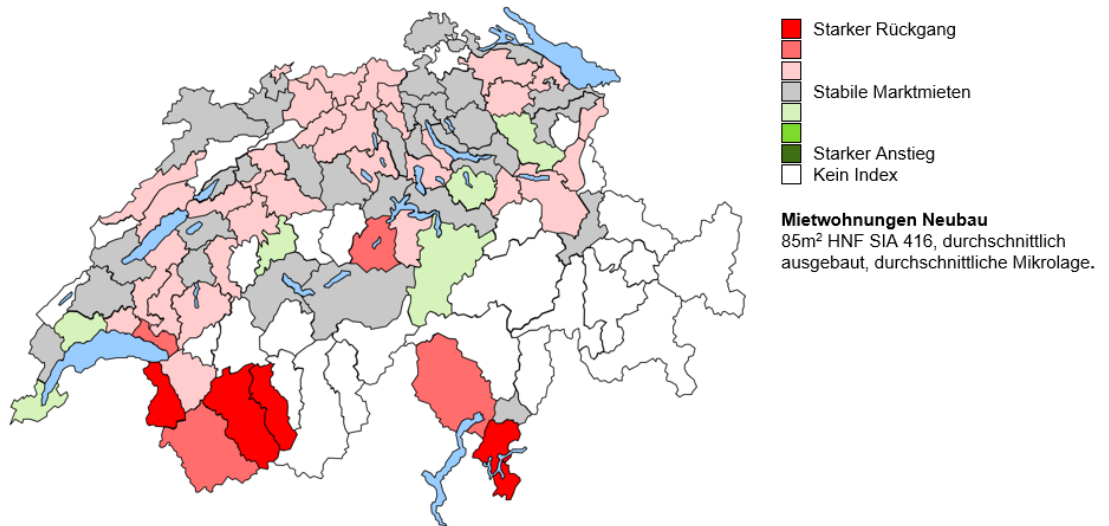 Starker Rückgang
Stabile Marktmieten
Starker Anstieg
Kein Index
Mietwohnungen Neubau
85m² HNF SIA 416, durchschnittlich
ausgebaut, durchschnittliche Mikrolage.